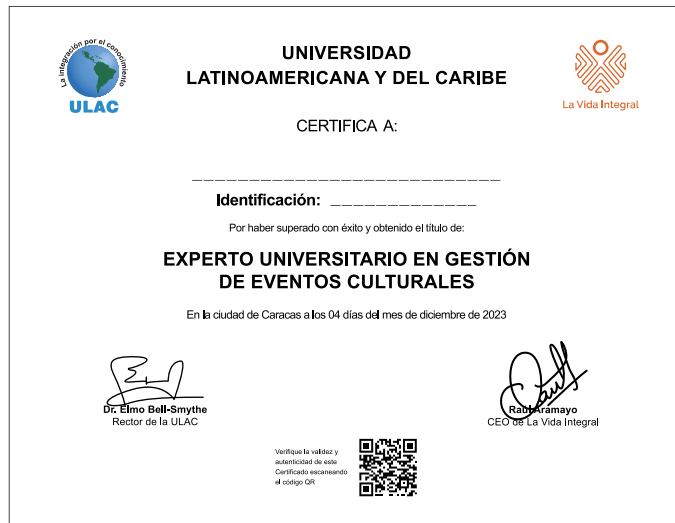 La integración por el conocimiento
ULAC
UNIVERSIDAD
LATINOAMERICANA Y DEL CARIBE
La Vida Integral
CERTIFICA A:
____________________________
Identificación: _____________
Por haber superado con éxito y obtenido el título de:
EXPERTO UNIVERSITARIO EN GESTIÓN
DE EVENTOS CULTURALES
En la ciudad de Caracas a los 04 días del mes de diciembre de 2023
Dr. Elmo Bell-Smythe
Rector de la ULAC
Raúl Aramayo
CEO de La Vida Integral
Verifique la validez y
autenticidad de este
Certificado escaneando
el código QR